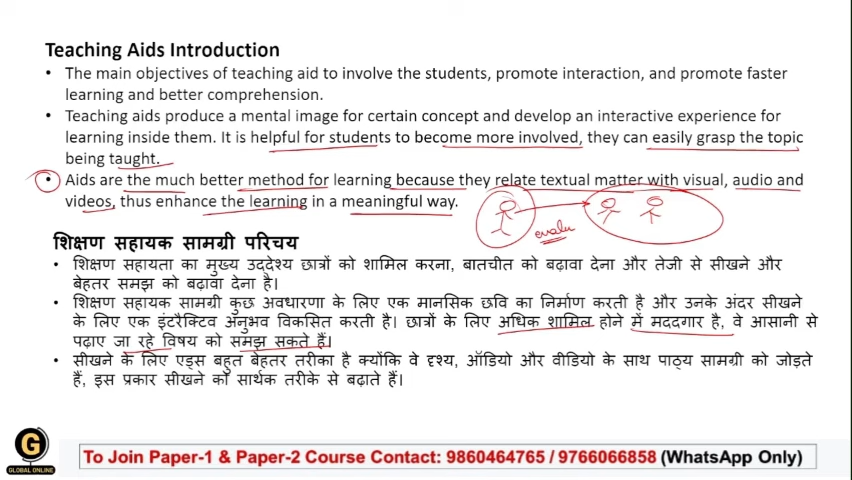 Teaching Aids Introduction
• The main objectives of teaching aid to involve the students, promote interaction, and promote faster
learning and better comprehension.
• Teaching aids produce a mental image for certain concept and develop an interactive experience for
learning inside them. It is helpful for students to become more involved, they can easily grasp the topic
being taught.
• Aids are the much better method for learning because they relate textual matter with visual, audio and
videos, thus enhance the learning in a meaningful way.
evalu
शिक्षण सहायक सामग्री परिचय
• शिक्षण सहायता का मुख्य उद्देश्य छात्रों को शामिल करना, बातचीत को बढ़ावा देना और तेजी से सीखने और
बेहतर समझ को बढ़ावा देना है।
• शिक्षण सहायक सामग्री कुछ अवधारणा के लिए एक मानसिक छवि का निर्माण करती है और उनके अंदर सीखने
के लिए एक इंटरैक्टिव अनुभव विकसित करती है। छात्रों के लिए अधिक शामिल होने में मददगार है, वे आसानी से
पढ़ाए जा रहे विषय को समझ सकते हैं।
• सीखने के लिए एड्स बहुत बेहतर तरीका है क्योंकि वे दृश्य, ऑडियो और वीडियो के साथ पाठ्य सामग्री को जोड़ते
हैं, इस प्रकार सीखने को सार्थक तरीके से बढ़ाते हैं।
G
GLOBAL ONLINE
To Join Paper-1 & Paper-2 Course Contact: 9860464765 / 9766066858 (WhatsApp Only)